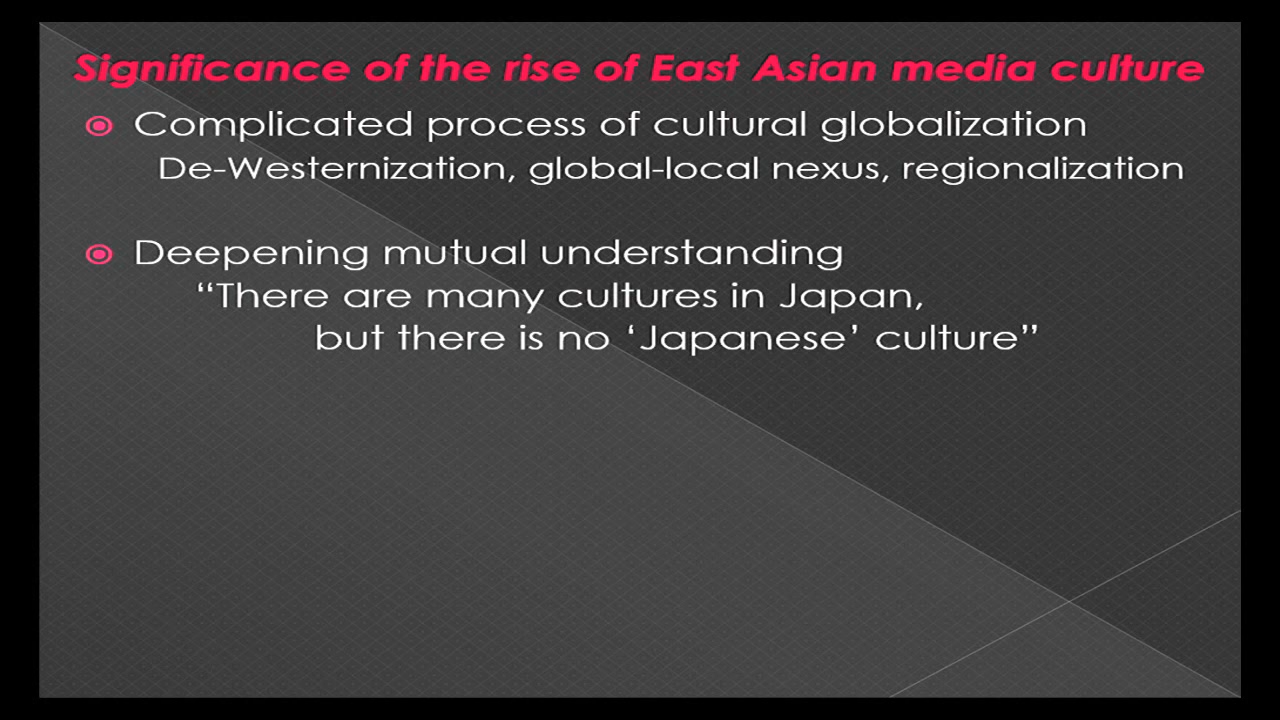 Significance of the rise of East Asian media culture
Complicated process of cultural globalization
De-Westernization, global-local nexus, regionalization
Deepening mutual understanding
“There are many cultures in Japan,
but there is no ‘Japanese’ culture”